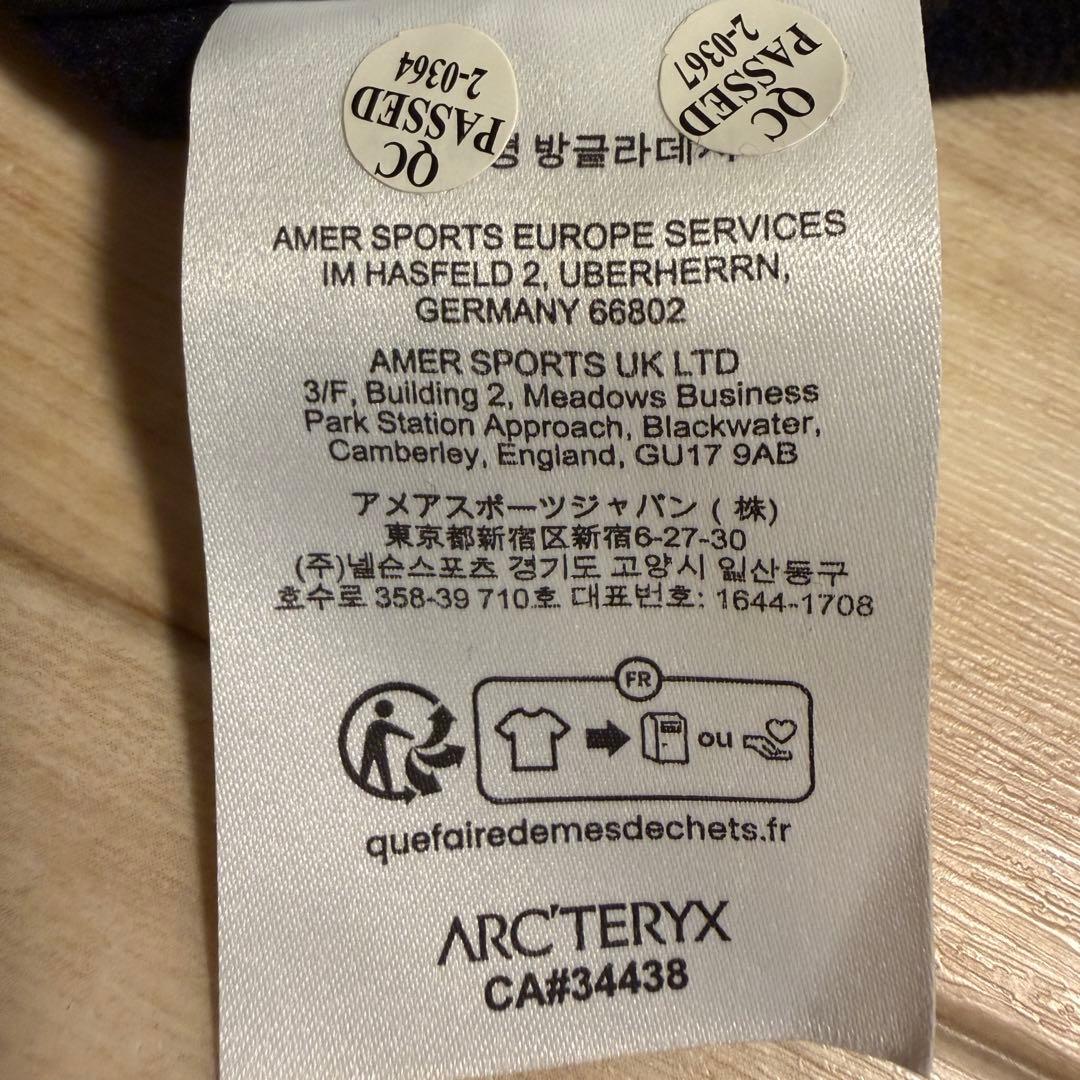 QC
PASSED
2-0364
QC
PASSED
2-0367
방글라데
AMER SPORTS EUROPE SERVICES
IM HASFELD 2, UBERHERRN,
GERMANY 66802
AMER SPORTS UK LTD
3/F, Building 2, Meadows Business
Park Station Approach, Blackwater,
Camberley, England, GU17 9AB
アメアスポーツジャパン ( 株)
東京都新宿区新宿6-27-30
(주)넬슨스포츠 경기도 고양시 일산동구
호수로 358-39 710호 대표번호: 1644-1708
FR
ou
quefairedemesdechets.fr
ARC'TERYX
CA#34438